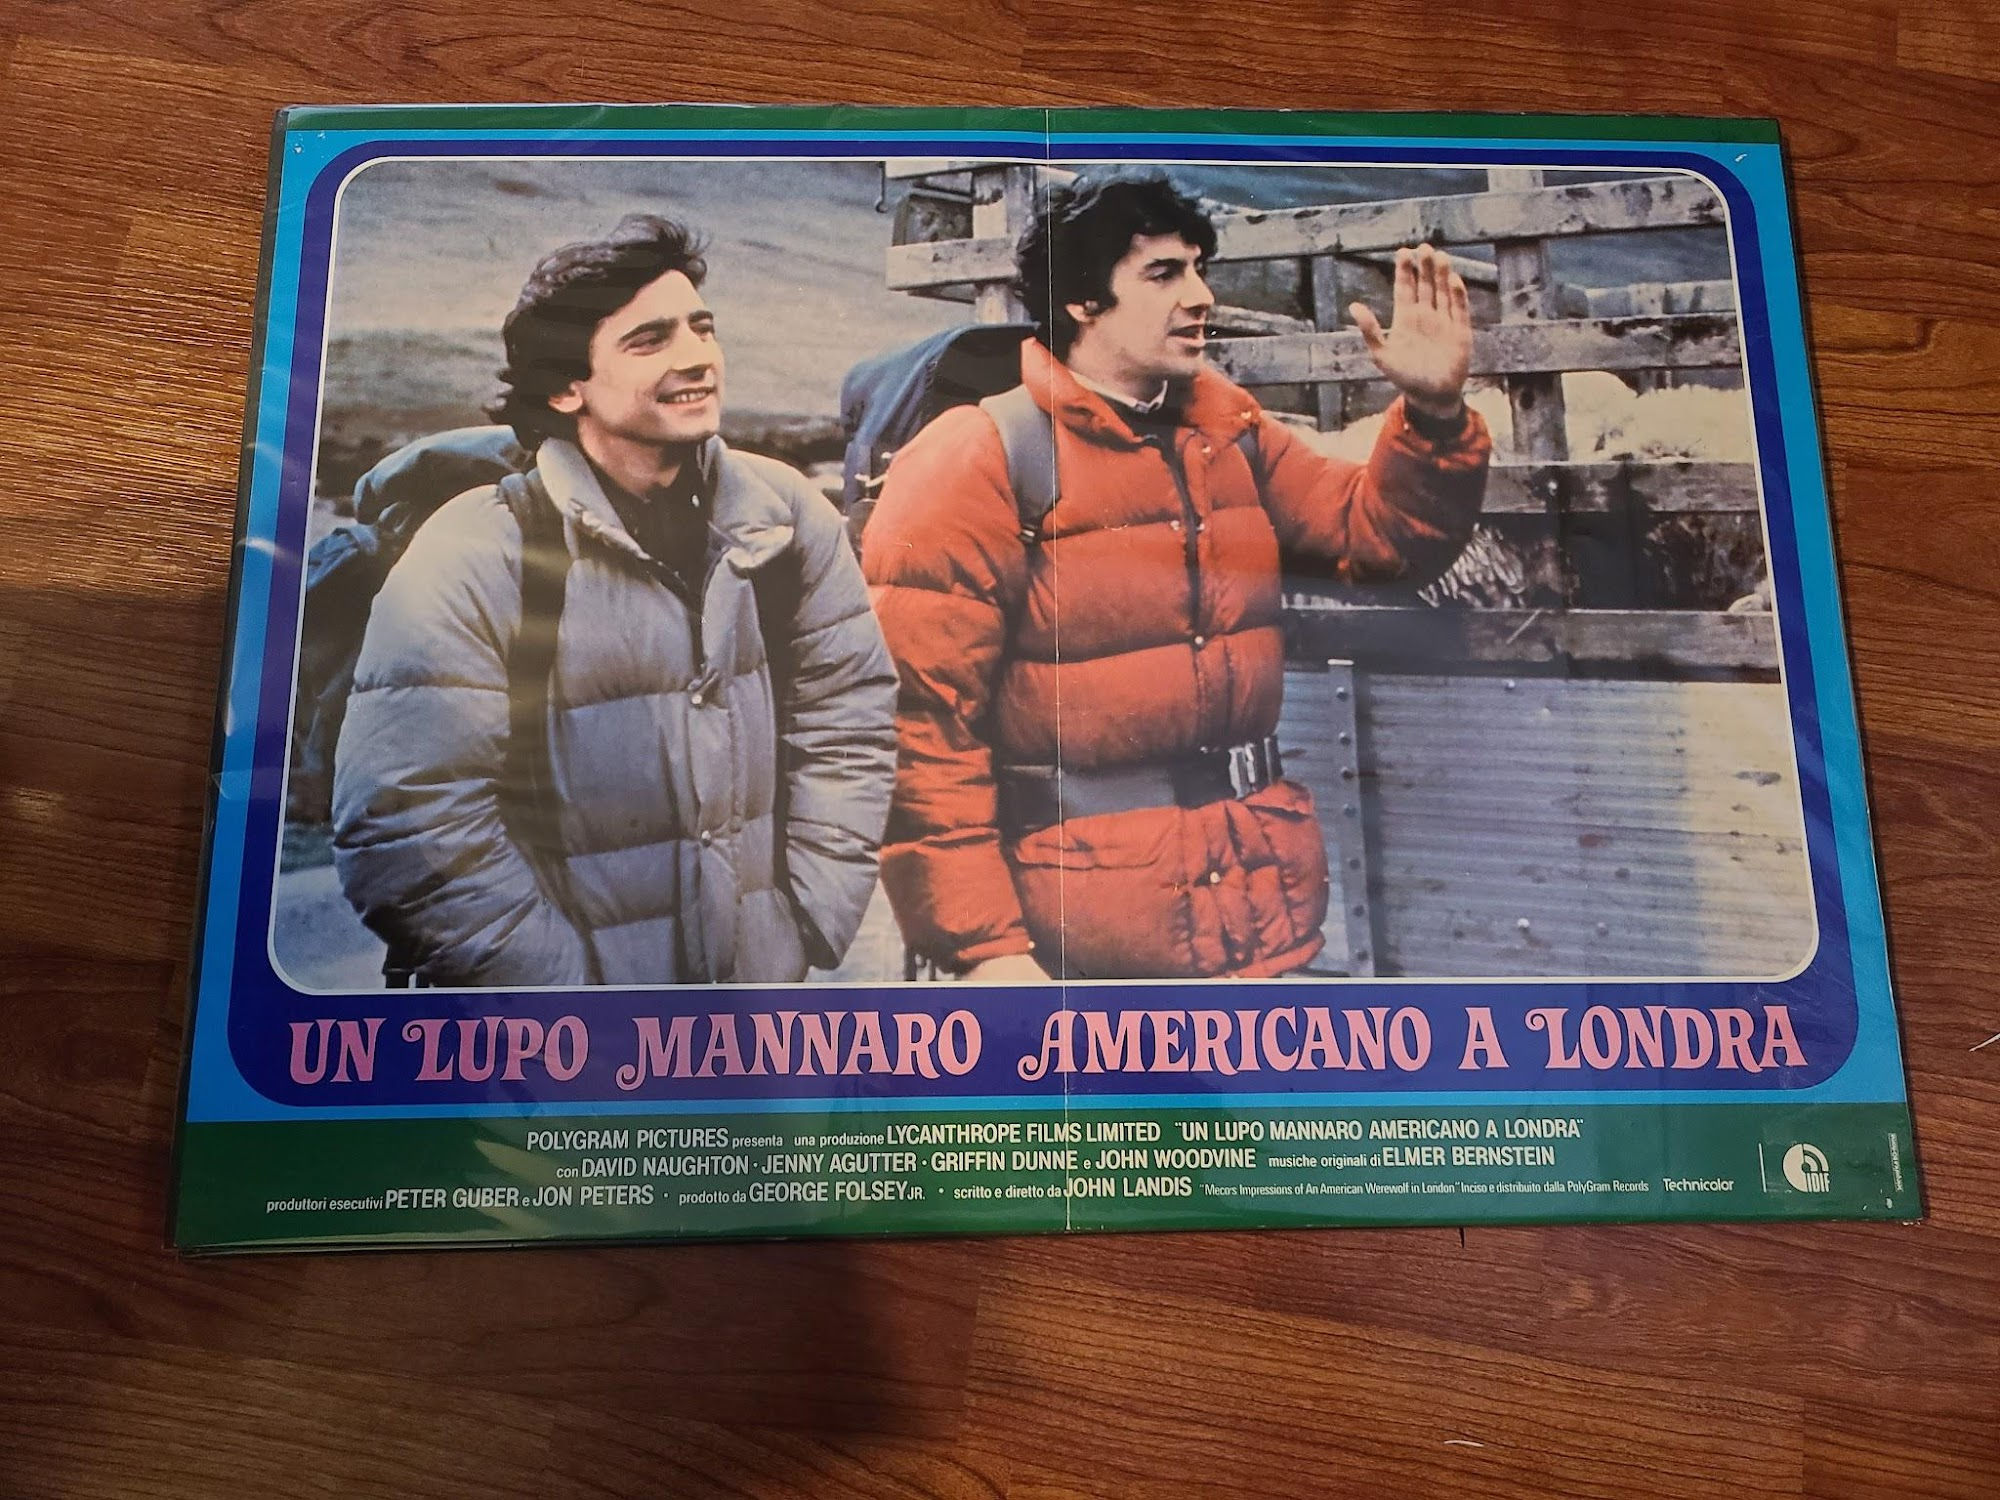 UN LUPO MANNARO AMERICANO A LONDRA
POLYGRAM PICTURES presenta una produzione LYCANTHROPE FILMS LIMITED "UN LUPO MANNARO AMERICANO A LONDRA"
con DAVID NAUGHTON · JENNY AGUTTER · GRIFFIN DUNNE e JOHN WOODVINE musiche originali di ELMER BERNSTEIN
produttori esecutivi PETER GUBER e JON PETERS · prodotto da GEORGE FOLSEY JR. · scritto e diretto da JOHN LANDIS "Meco's Impressions of An American Werewolf in London" Inciso e distribuito dalla PolyGram Records Technicolor
IDIF